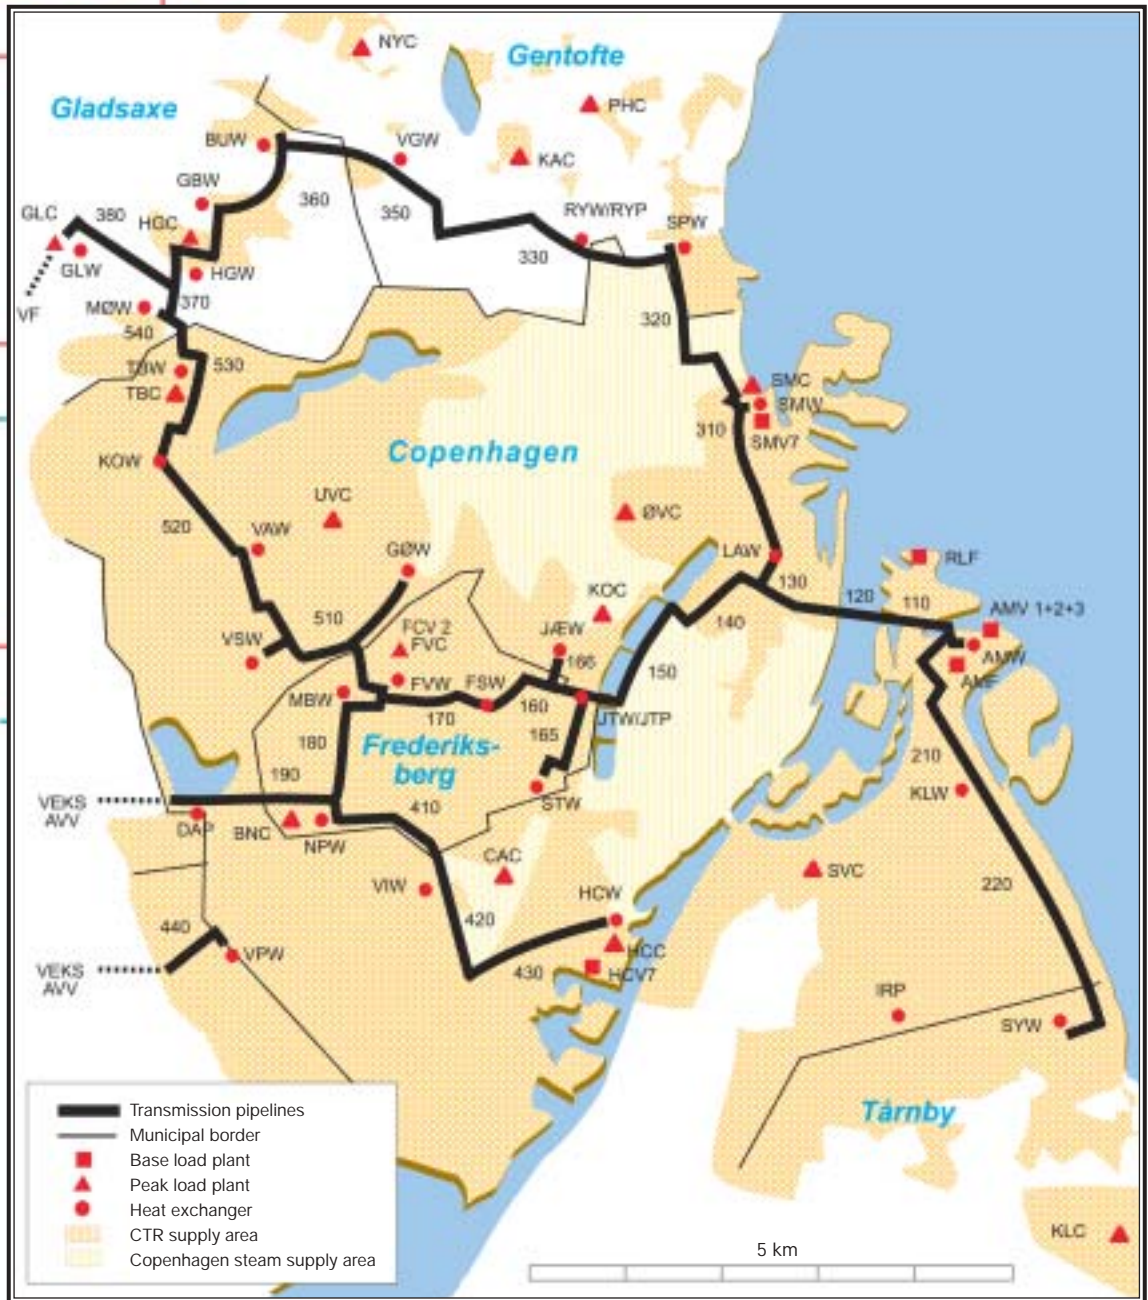 NYC
Gentofte
Gladsaxe
PHC
BUW
VGW
KAC
GBW
360
GLC
380
HGC
350
RYW/RYP
SPW
GLW
HGW
330
VF
MØW
370
320
540
530
TBW
TBC
SMC
SMW
310
SMV7
Copenhagen
KOW
UVC
ØVC
520
VAW
GØW
LAW
RLF
130
120
110
KOC
AMV 1+2+3
510
FCV 2
FVC
JÆW
140
VSW
166
AMW
AMF
MBW
FVW
FSW
150
160
JTW/JTP
170
165
180
Frederiks-
berg
210
190
410
STW
KLW
VEKS
AVV
DAP
BNC
NPW
CAC
SVC
VIW
HCW
220
420
440
VPW
HCC
VEKS
AVV
430
HCV7
IRP
SYW
Tårnby
Transmission pipelines
Municipal border
Base load plant
Peak load plant
Heat exchanger
CTR supply area
Copenhagen steam supply area
KLC
5 km